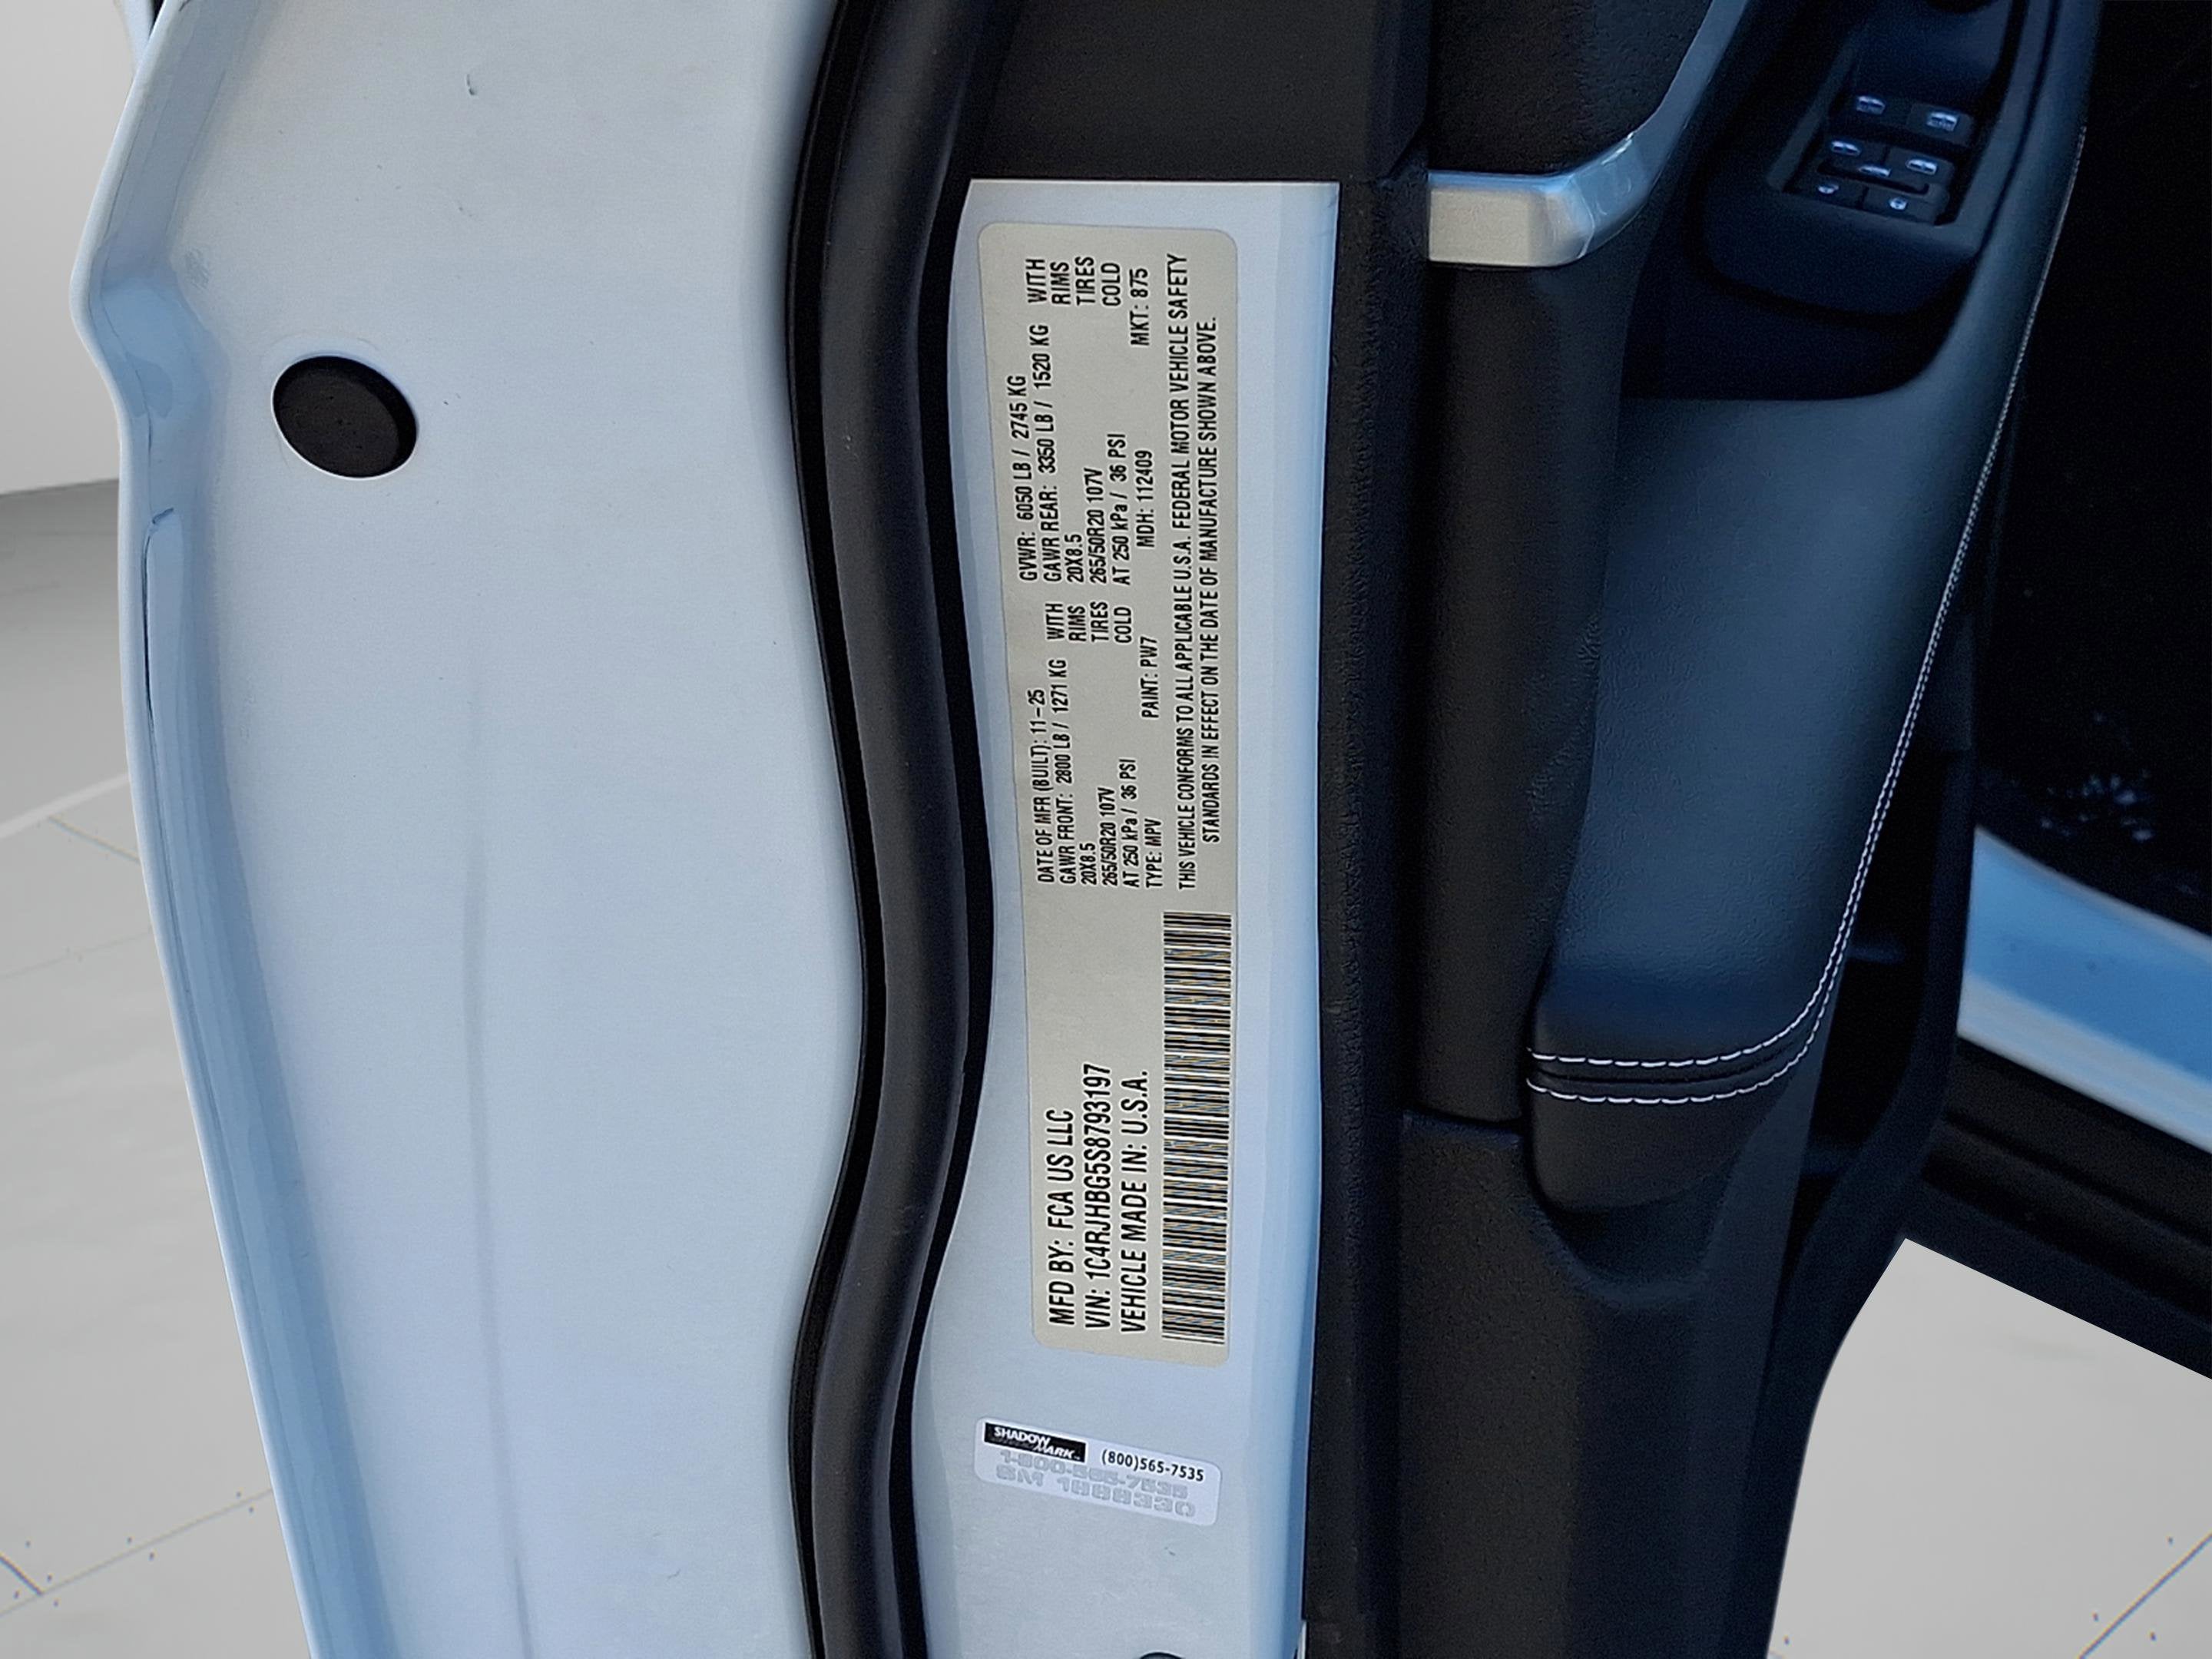 MFD BY: FCA US LLC
VIN: 1C4RJHBG5S8793197
VEHICLE MADE IN: U.S.A.
DATE OF MFR (BUILT): 11-25
GAWR FRONT: 2800 LB / 1271 KG WITH
20X8.5 RIMS
265/50R20 107V TIRES
AT 250 kPa / 36 PSI COLD
GVWR: 6050 LB / 2745 KG
GAWR REAR: 3350 LB / 1520 KG WITH
20X8.5 RIMS
265/50R20 107V TIRES
AT 250 kPa / 36 PSI COLD
TYPE: MPV PAINT: PW7 MDH: 112409 MKT: 875
THIS VEHICLE CONFORMS TO ALL APPLICABLE U.S.A. FEDERAL MOTOR VEHICLE SAFETY
STANDARDS IN EFFECT ON THE DATE OF MANUFACTURE SHOWN ABOVE.
SHADOW
MARK
(800)565-7535
1-800-565-7535